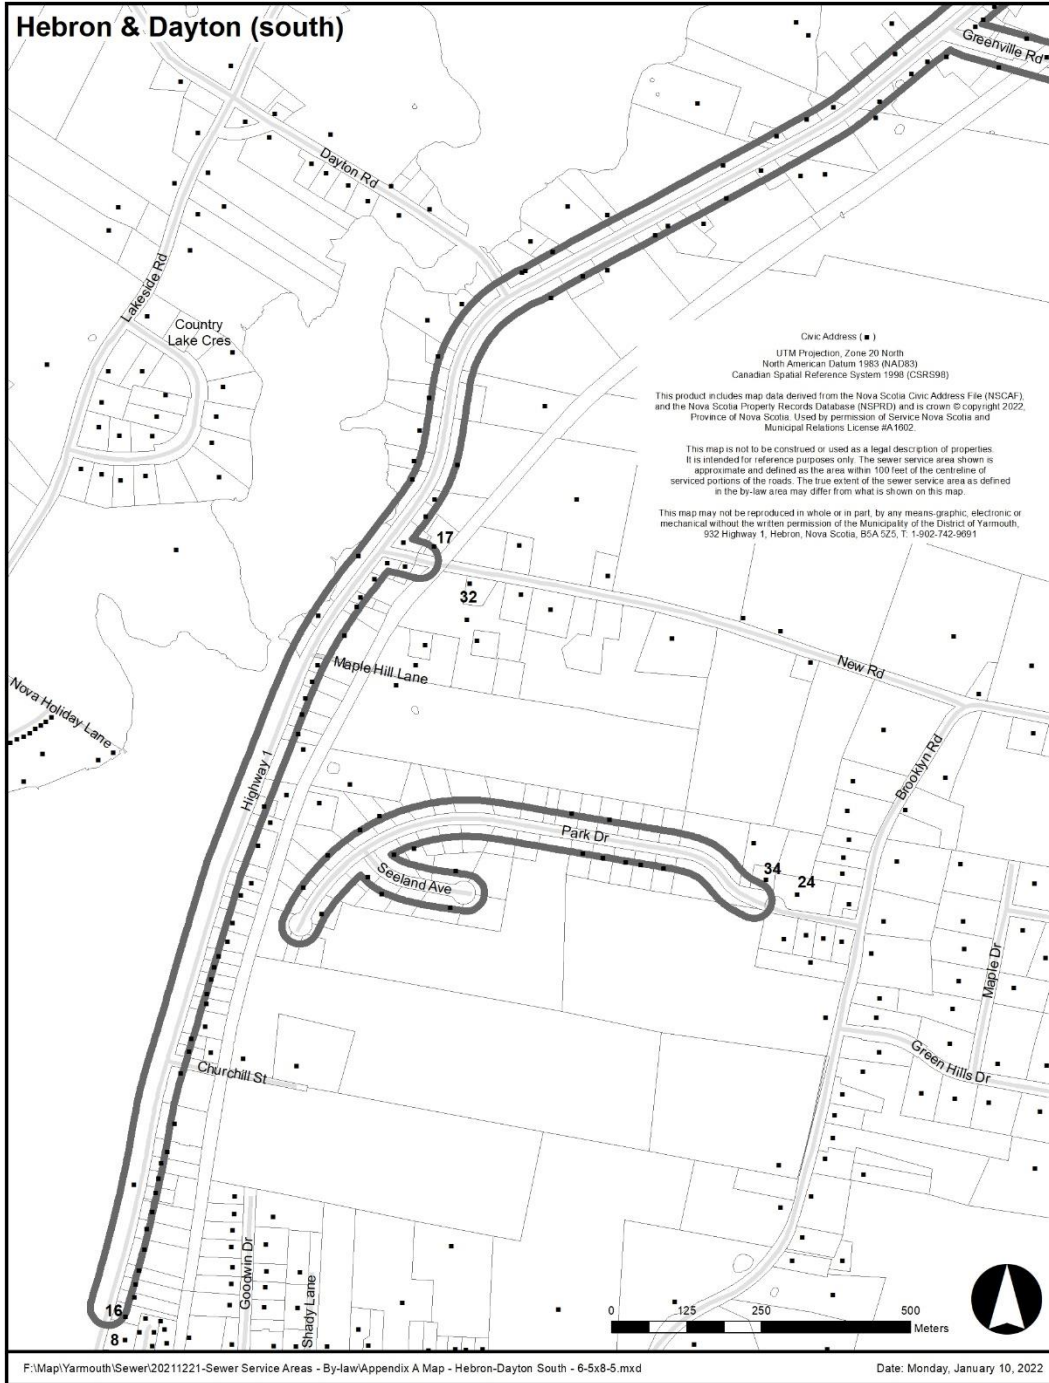 Hebron & Dayton (south)
Greenville Rd
Dayton Rd
Lakeside Rd
Country
Lake Cres
Civic Address ( ■ )
UTM Projection, Zone 20 North
North American Datum 1983 (NAD83)
Canadian Spatial Reference System 1998 (CSRS98)
This product includes map data derived from the Nova Scotia Civic Address File (NSCAF),
and the Nova Scotia Property Records Database (NSPRD) and is crown © copyright 2022,
Province of Nova Scotia. Used by permission of Service Nova Scotia and
Municipal Relations License #A1602.
This map is not to be construed or used as a legal description of properties.
It is intended for reference purposes only. The sewer service area shown is
approximate and defined as the area within 100 feet of the centreline of
serviced portions of the roads. The true extent of the sewer service area as defined
in the by-law area may differ from what is shown on this map.
This map may not be reproduced in whole or in part, by any means-graphic, electronic or
mechanical without the written permission of the Municipality of the District of Yarmouth,
932 Highway 1, Hebron, Nova Scotia, B5A 5Z5, T: 1-902-742-9691
17
32
New Rd
Maple Hill Lane
Nova Holiday Lane
Highway 1
Brooklyn Rd
Park Dr
Seeland Ave
34
24
Maple Dr
Green Hills Dr
Churchill St
Goodwin Dr
Shady Lane
16
8
0 125 250 500
Meters
F:\Map\Yarmouth\Sewer\20211221-Sewer Service Areas - By-law\Appendix A Map - Hebron-Dayton South - 6-5x8-5.mxd
Date: Monday, January 10, 2022